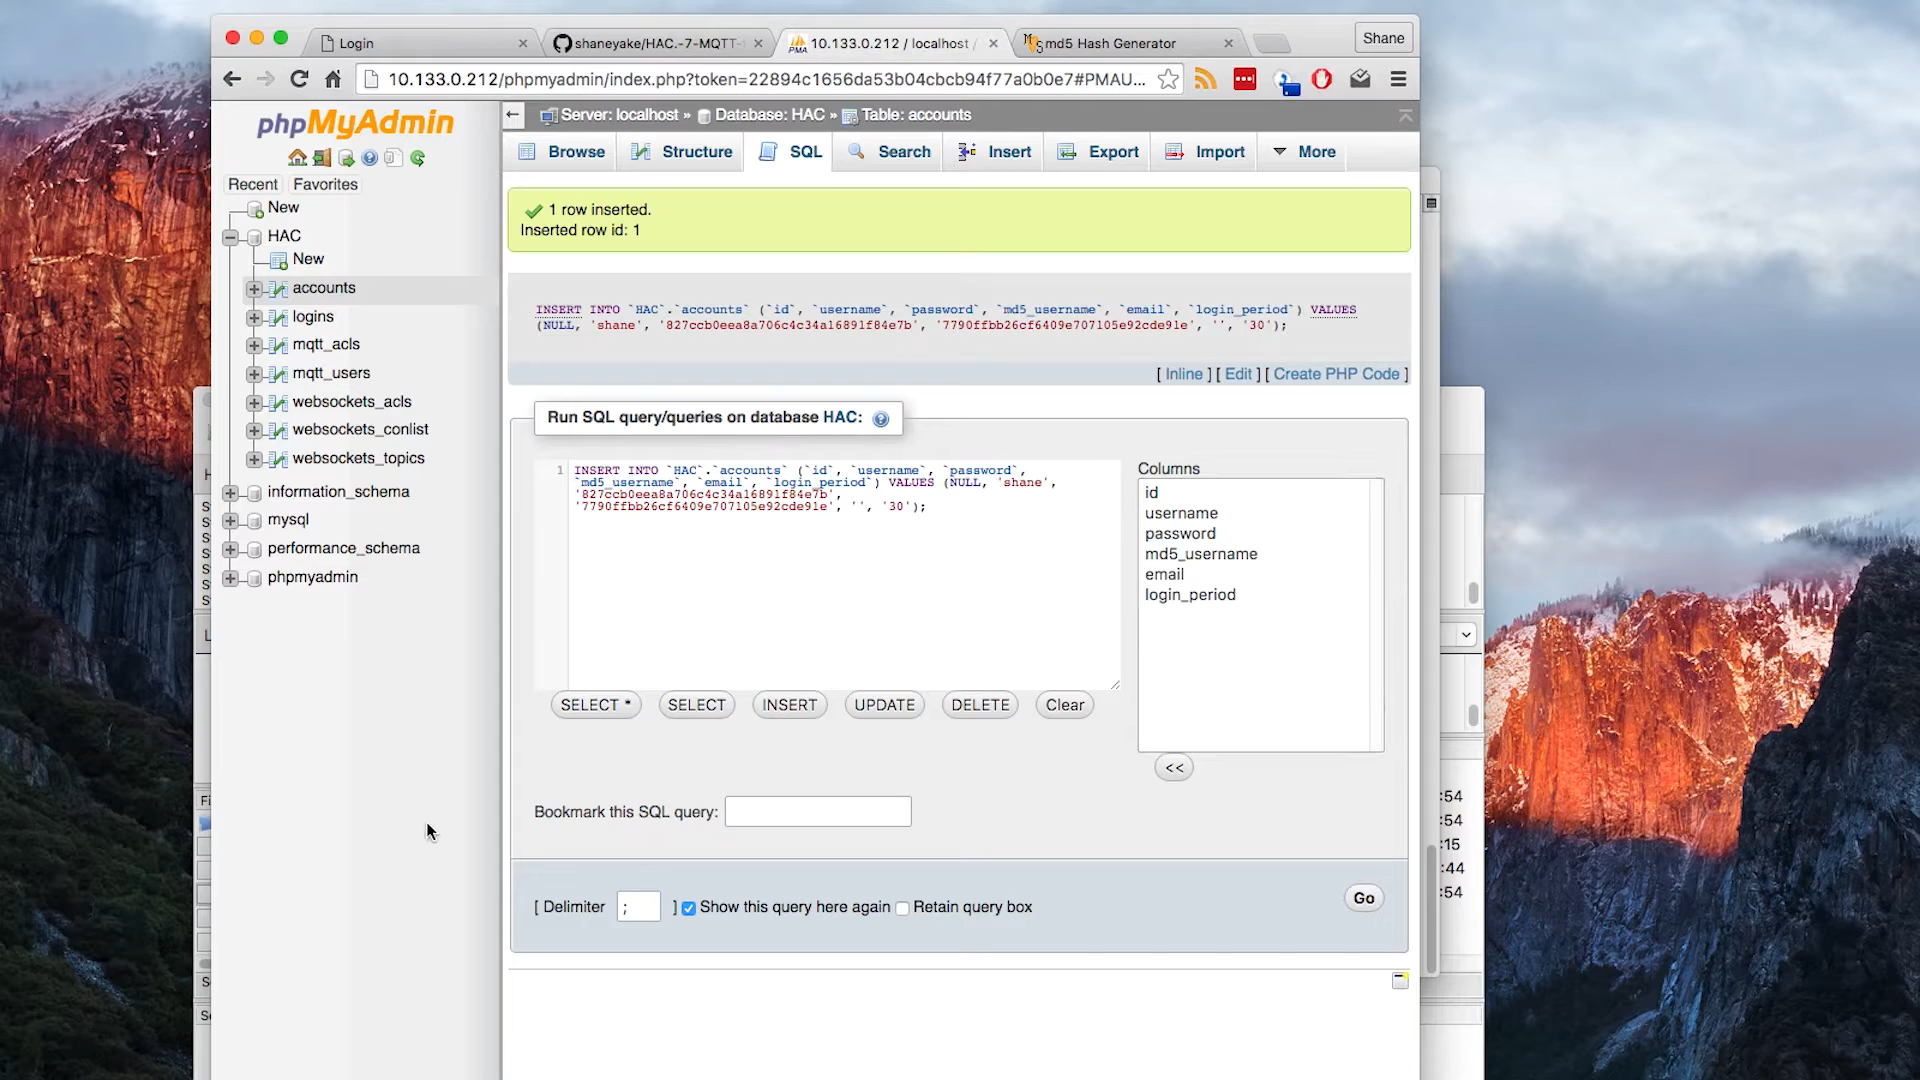 Login
shaneyake/HAC.-7-MQTT-
10.133.0.212 / localhost /
md5 Hash Generator
Shane
10.133.0.212/phpmyadmin/index.php?token=22894c1656da53b04cbcb94f77a0b0e7#PMAU...
phpMyAdmin
Recent Favorites
New
HAC
New
accounts
logins
mqtt_acls
mqtt_users
websockets_acls
websockets_conlist
websockets_topics
information_schema
mysql
performance_schema
phpmyadmin
Server: localhost » Database: HAC » Table: accounts
Browse Structure SQL Search Insert Export Import More
1 row inserted.
Inserted row id: 1
INSERT INTO `HAC`.`accounts` (`id`, `username`, `password`, `md5_username`, `email`, `login_period`) VALUES
(NULL, 'shane', '827ccb0eea8a706c4c34a16891f84e7b', '7790ffbb26cf6409e707105e92cde91e', '', '30');
[ Inline ] [ Edit ] [ Create PHP Code ]
Run SQL query/queries on database HAC:
1 INSERT INTO `HAC`.`accounts` (`id`, `username`, `password`,
`md5_username`, `email`, `login_period`) VALUES (NULL, 'shane',
'827ccb0eea8a706c4c34a16891f84e7b',
'7790ffbb26cf6409e707105e92cde91e', '', '30');
Columns
id
username
password
md5_username
email
login_period
SELECT * SELECT INSERT UPDATE DELETE Clear
<<
Bookmark this SQL query:
[ Delimiter ; ] Show this query here again Retain query box
Go
:54
:54
:15
:44
:54